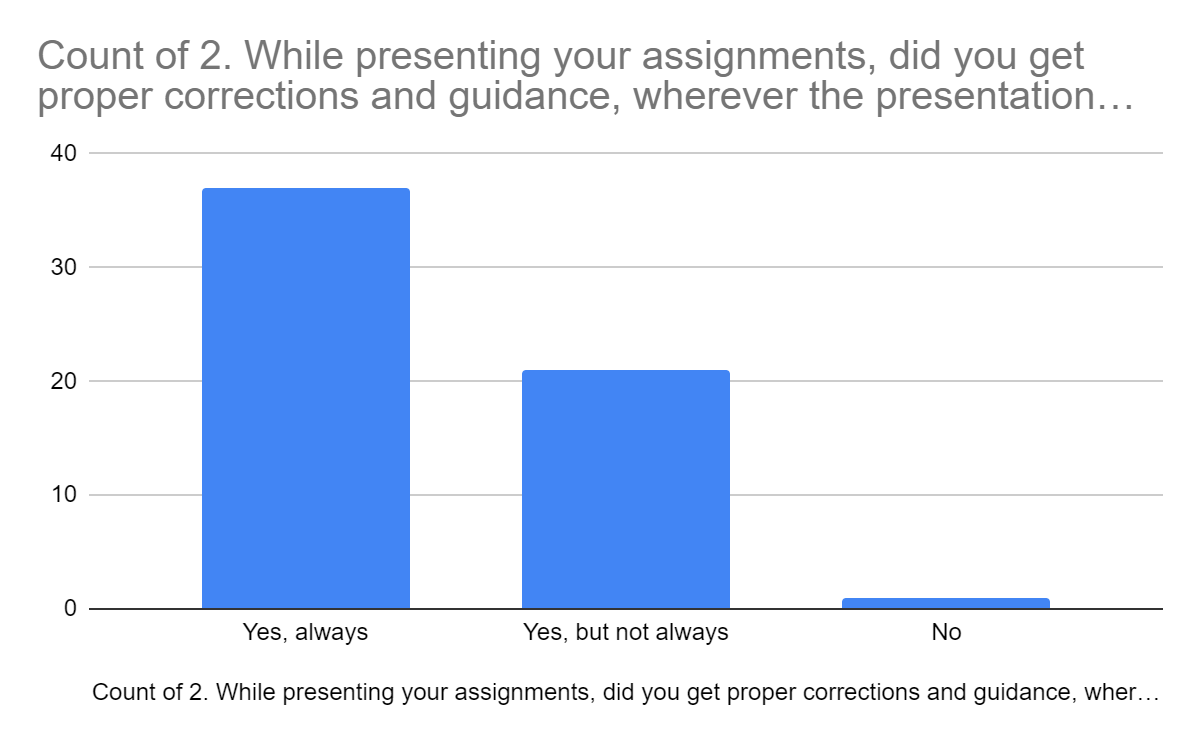 Count of 2. While presenting your assignments, did you get
proper corrections and guidance, wherever the presentation…
40
30
20
10
0
Yes, always
Yes, but not always
No
Count of 2. While presenting your assignments, did you get proper corrections and guidance, wher…